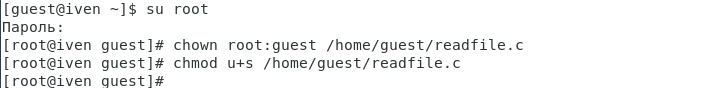 [guest@iven ~]$ su root
Пароль:
[root@iven guest]# chown root:guest /home/guest/readfile.c
[root@iven guest]# chmod u+s /home/guest/readfile.c
[root@iven guest]#